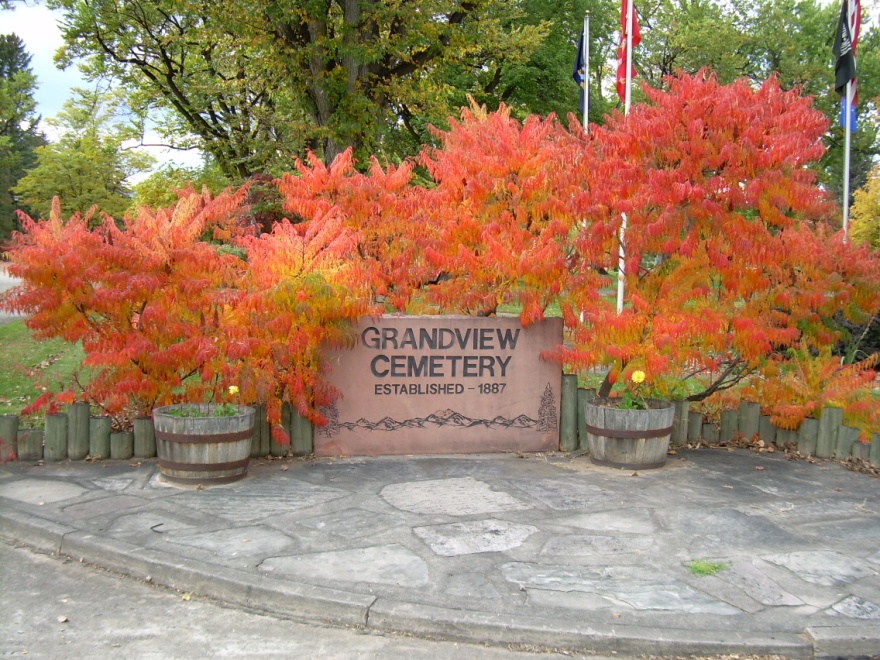 GRANDVIEW
CEMETERY
ESTABLISHED - 1887